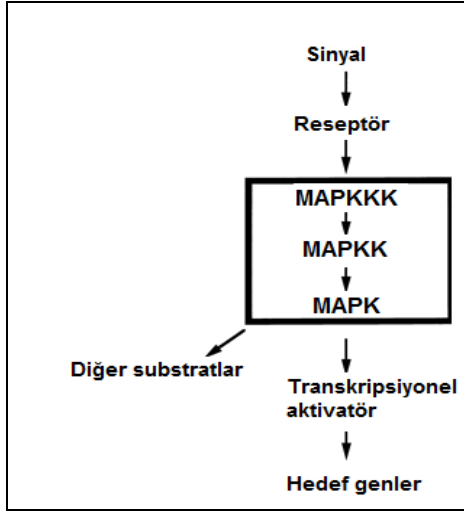 Sinyal
Reseptör
MAPKKK
MAPKK
MAPK
Diğer substratlar
Transkripsiyonel
aktivatör
Hedef genler